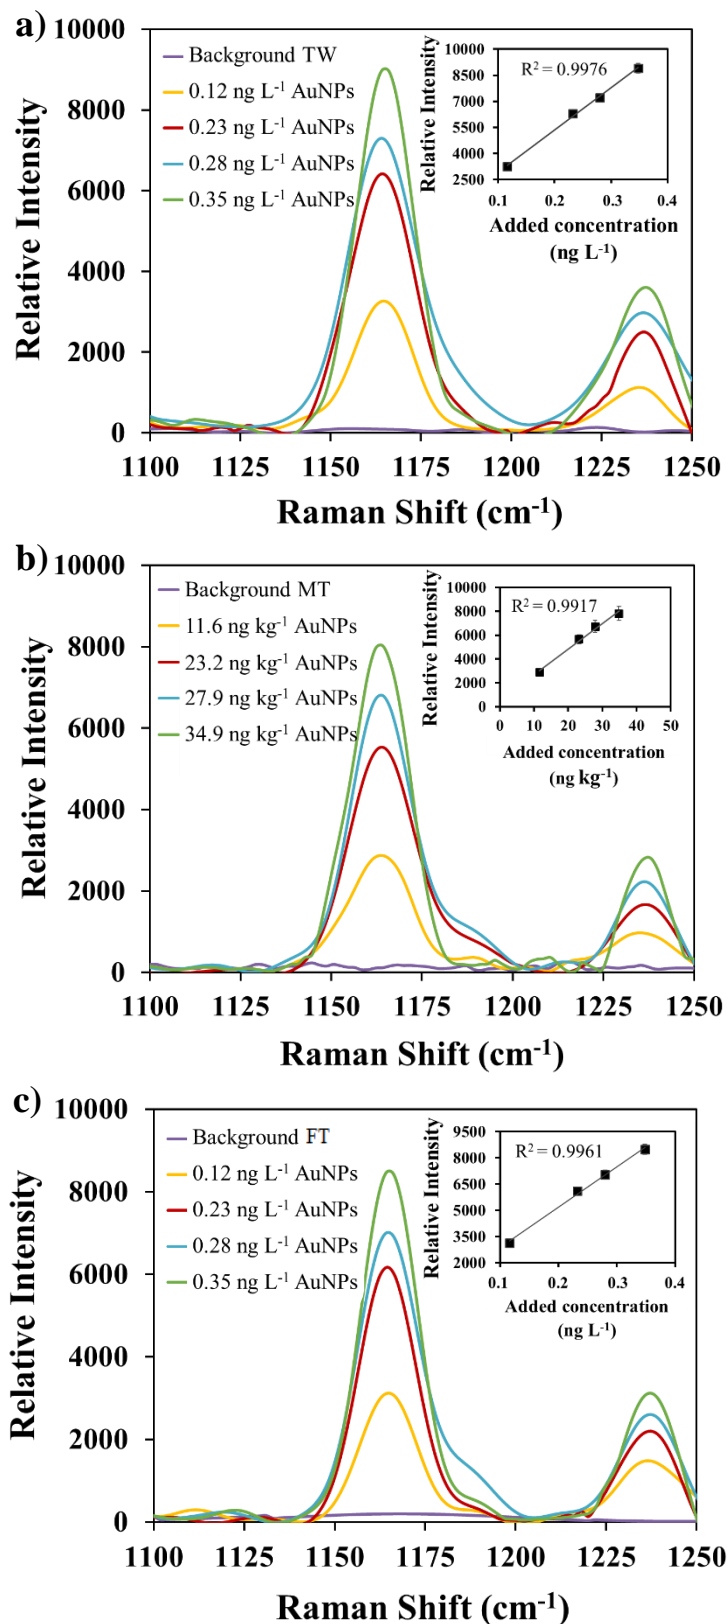 a)
10000
8000
6000
4000
2000
0
Relative Intensity
Background TW
0.12 ng L⁻¹ AuNPs
0.23 ng L⁻¹ AuNPs
0.28 ng L⁻¹ AuNPs
0.35 ng L⁻¹ AuNPs
10000
8500
7000
5500
4000
2500
Relative Intensity
R² = 0.9976
0.1 0.2 0.3 0.4
Added concentration
(ng L⁻¹)
1100 1125 1150 1175 1200 1225 1250
Raman Shift (cm⁻¹)
b)
10000
8000
6000
4000
2000
0
Relative Intensity
Background MT
11.6 ng kg⁻¹ AuNPs
23.2 ng kg⁻¹ AuNPs
27.9 ng kg⁻¹ AuNPs
34.9 ng kg⁻¹ AuNPs
10000
8000
6000
4000
2000
0
Relative Intensity
R² = 0.9917
0 10 20 30 40 50
Added concentration
(ng kg⁻¹)
1100 1125 1150 1175 1200 1225 1250
Raman Shift (cm⁻¹)
c)
10000
8000
6000
4000
2000
0
Relative Intensity
Background FT
0.12 ng L⁻¹ AuNPs
0.23 ng L⁻¹ AuNPs
0.28 ng L⁻¹ AuNPs
0.35 ng L⁻¹ AuNPs
9500
8000
6500
5000
3500
2000
Relative Intensity
R² = 0.9961
0.1 0.2 0.3 0.4
Added concentration
(ng L⁻¹)
1100 1125 1150 1175 1200 1225 1250
Raman Shift (cm⁻¹)